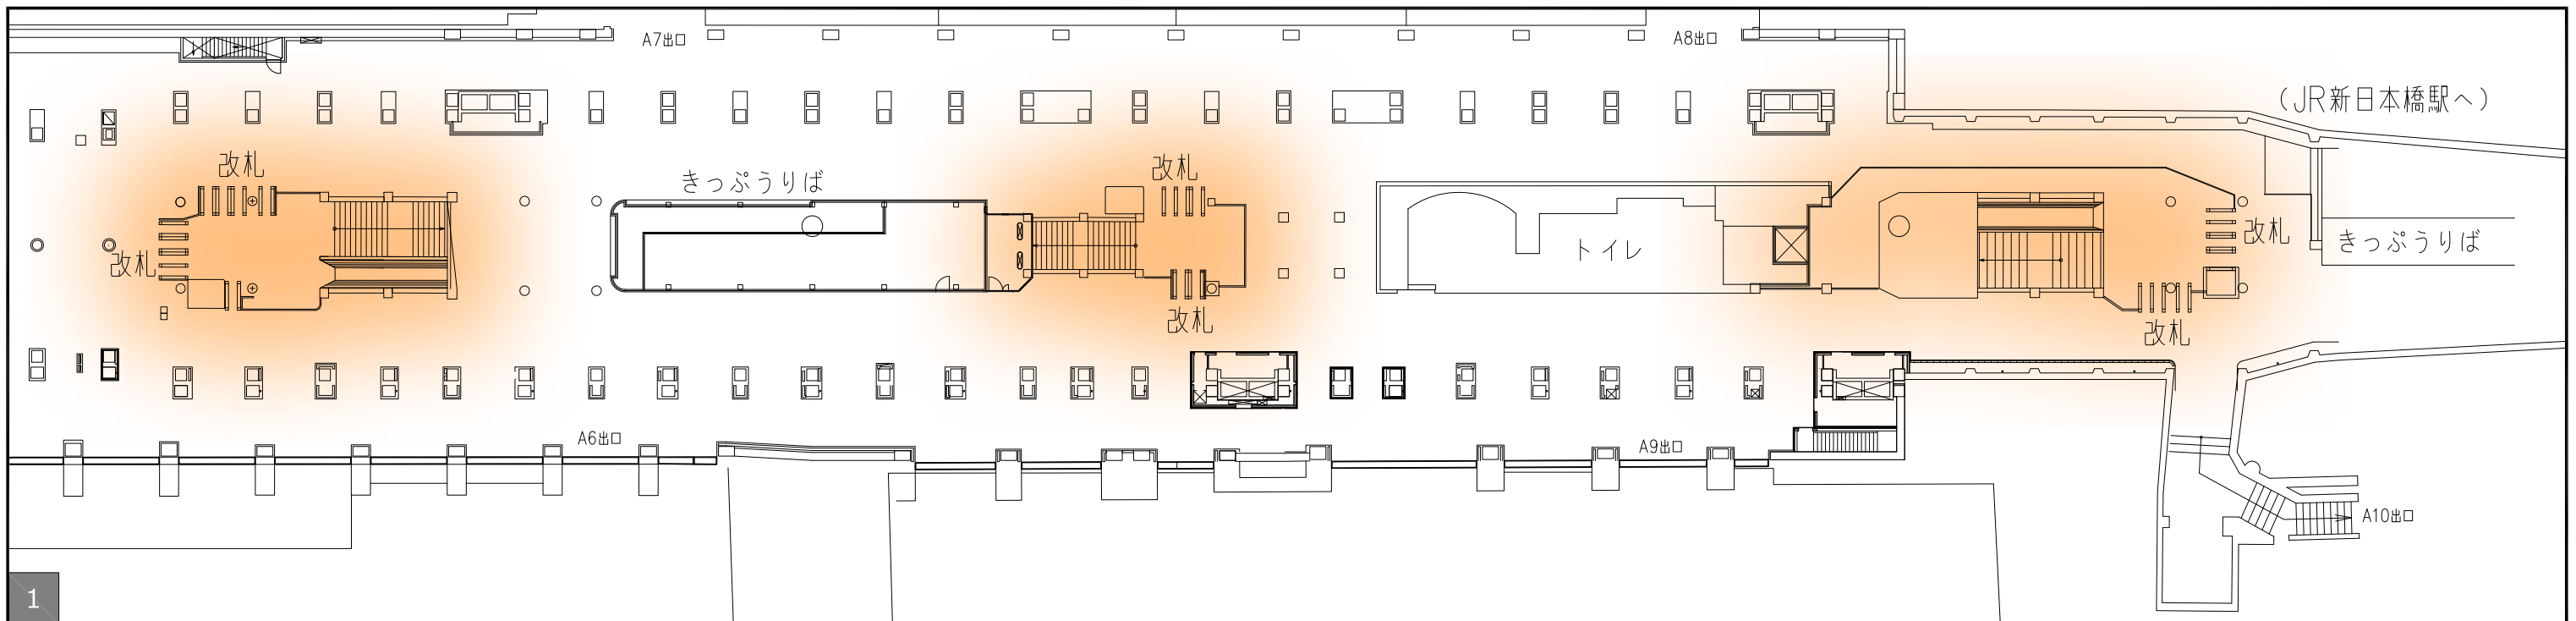 A7出口
A8出口
(JR新日本橋駅へ)
改札
きっぷうりば
改札
改札
トイレ
改札
きっぷうりば
改札
改札
A6出口
A9出口
A10出口
1